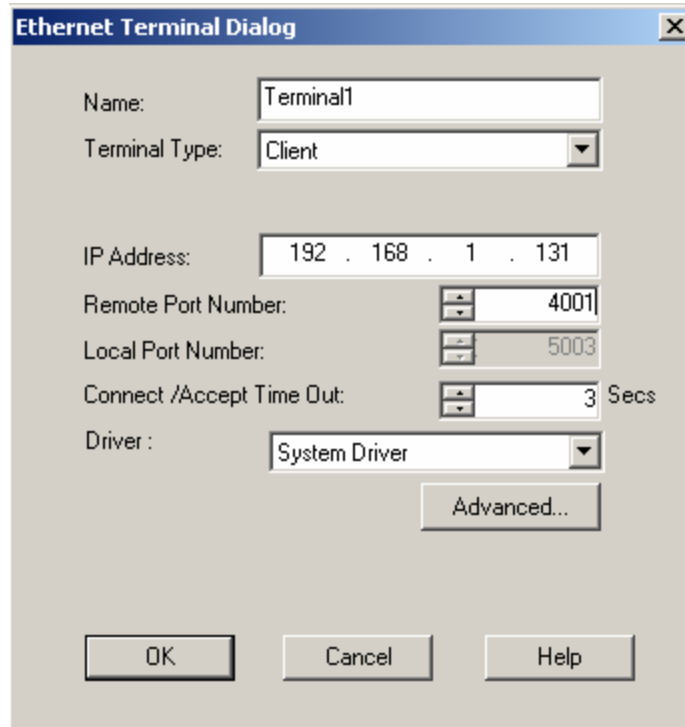 Ethernet Terminal Dialog
Name: Terminal1
Terminal Type: Client
IP Address: 192 . 168 . 1 . 131
Remote Port Number: 4001
Local Port Number: 5003
Connect /Accept Time Out: 3 Secs
Driver : System Driver
Advanced...
OK Cancel Help